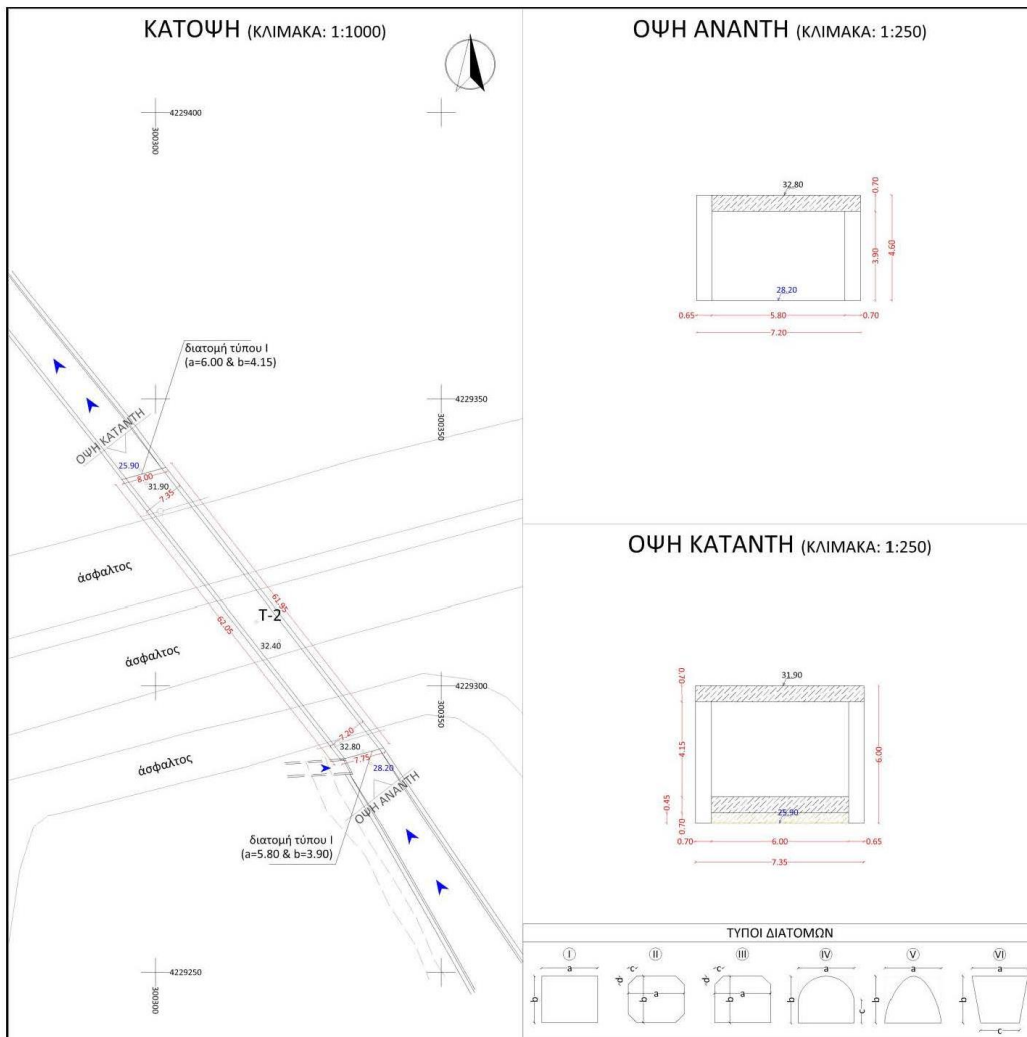 ΚΑΤΟΨΗ (ΚΛΙΜΑΚΑ: 1:1000)
4229400
300300
διατομή τύπου Ι
(a=6.00 & b=4.15)
4229350
300350
ΟΨΗ ΚΑΤΑΝΤΗ
25.90
8.00
31.90
7.35
άσφαλτος
61.95
62.05
T-2
32.40
άσφαλτος
4229300
300350
7.20
32.80
7.75
28.20
άσφαλτος
ΟΨΗ ΑΝΑΝΤΗ
διατομή τύπου Ι
(a=5.80 & b=3.90)
4229250
300300
ΟΨΗ ΑΝΑΝΤΗ (ΚΛΙΜΑΚΑ: 1:250)
32.80
0.70
3.90
4.60
28.20
0.65
5.80
0.70
7.20
ΟΨΗ ΚΑΤΑΝΤΗ (ΚΛΙΜΑΚΑ: 1:250)
31.90
0.70
4.15
6.00
0.45
0.70
25.90
0.70
6.00
0.65
7.35
ΤΥΠΟΙ ΔΙΑΤΟΜΩΝ
I
II
III
IV
V
VI
a
b
c
d
b
a
c
d
b
a
a
b
c
a
b
a
b
c